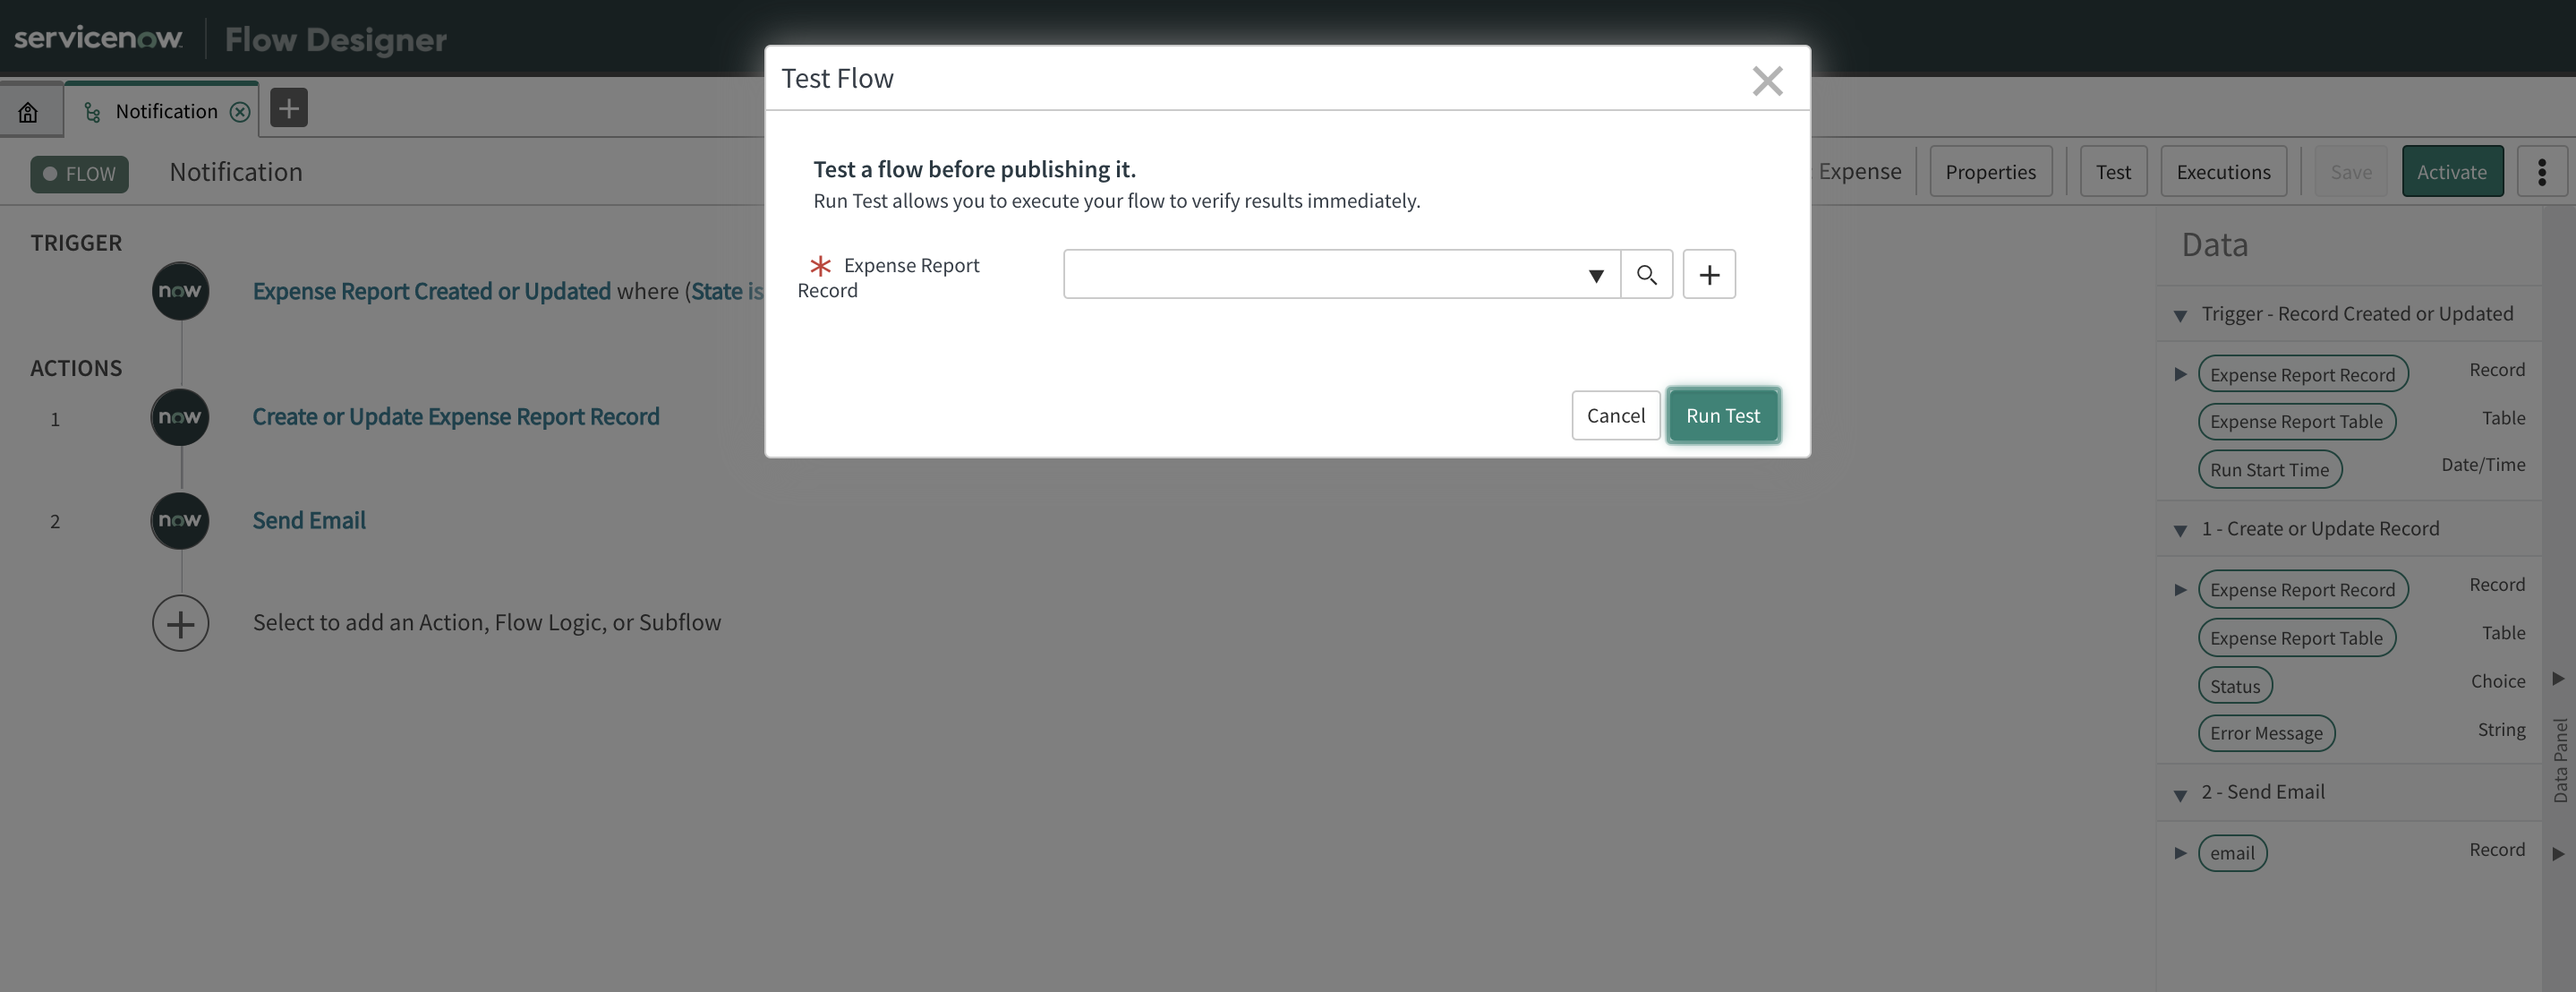 servicenow Flow Designer
Notification
FLOW Notification
Expense Properties Test Executions Save Activate
Test Flow
Test a flow before publishing it.
Run Test allows you to execute your flow to verify results immediately.
* Expense Report
Record
Cancel Run Test
TRIGGER
now Expense Report Created or Updated where (State is
ACTIONS
1 now Create or Update Expense Report Record
2 now Send Email
Select to add an Action, Flow Logic, or Subflow
Data
Trigger - Record Created or Updated
Expense Report Record Record
Expense Report Table Table
Run Start Time Date/Time
1 - Create or Update Record
Expense Report Record Record
Expense Report Table Table
Status Choice
Error Message String
2 - Send Email
email Record
Data Panel